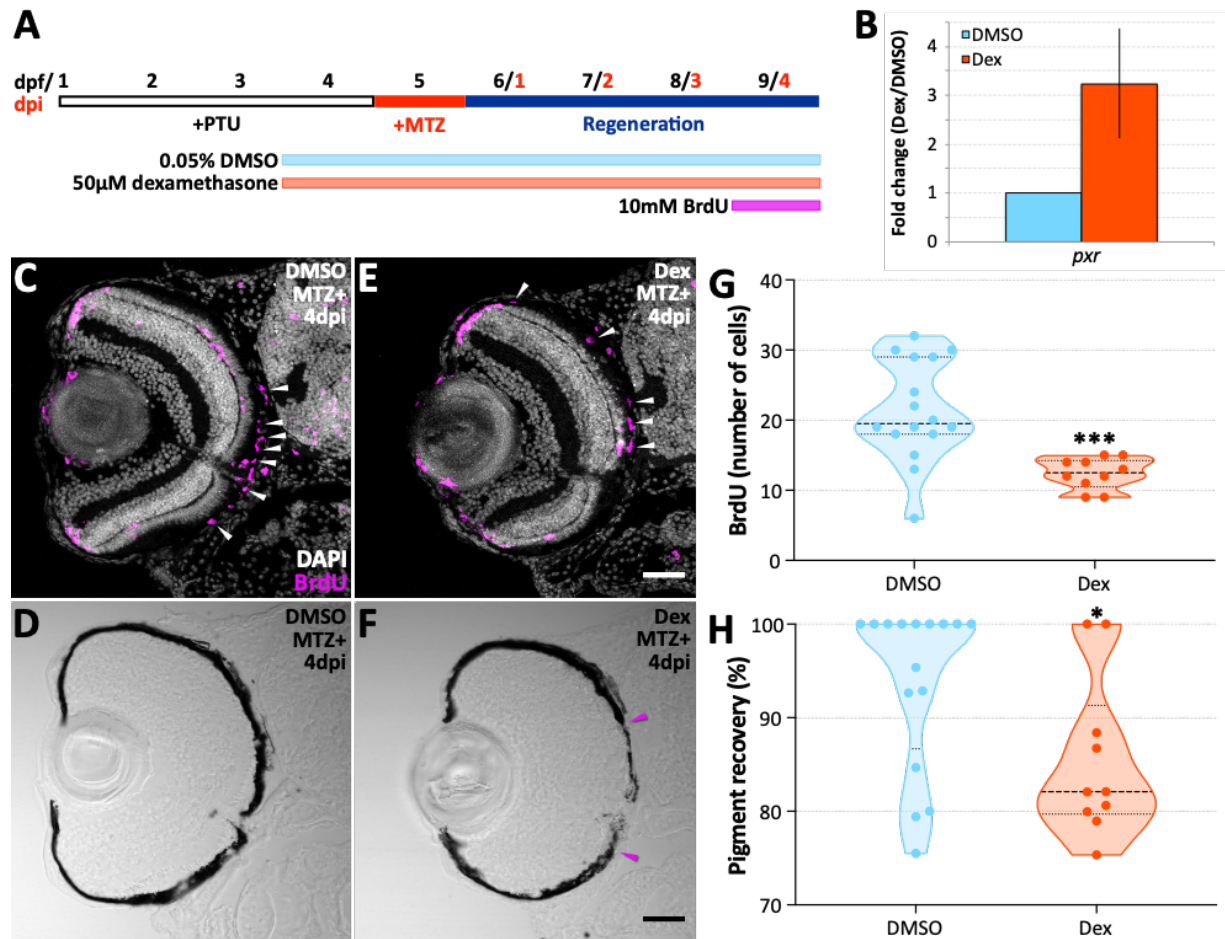 A
dpf/ 1 2 3 4 5 6/1 7/2 8/3 9/4
dpi
+PTU +MTZ Regeneration
0.05% DMSO
50µM dexamethasone
10mM BrdU
B
DMSO
Dex
Fold change (Dex/DMSO)
4
3
2
1
0
pxr
C
DMSO
MTZ+
4dpi
DAPI
BrdU
E
Dex
MTZ+
4dpi
D
DMSO
MTZ+
4dpi
F
Dex
MTZ+
4dpi
G
BrdU (number of cells)
40
30
20
10
0
***
DMSO Dex
H
Pigment recovery (%)
100
90
80
70
*
DMSO Dex